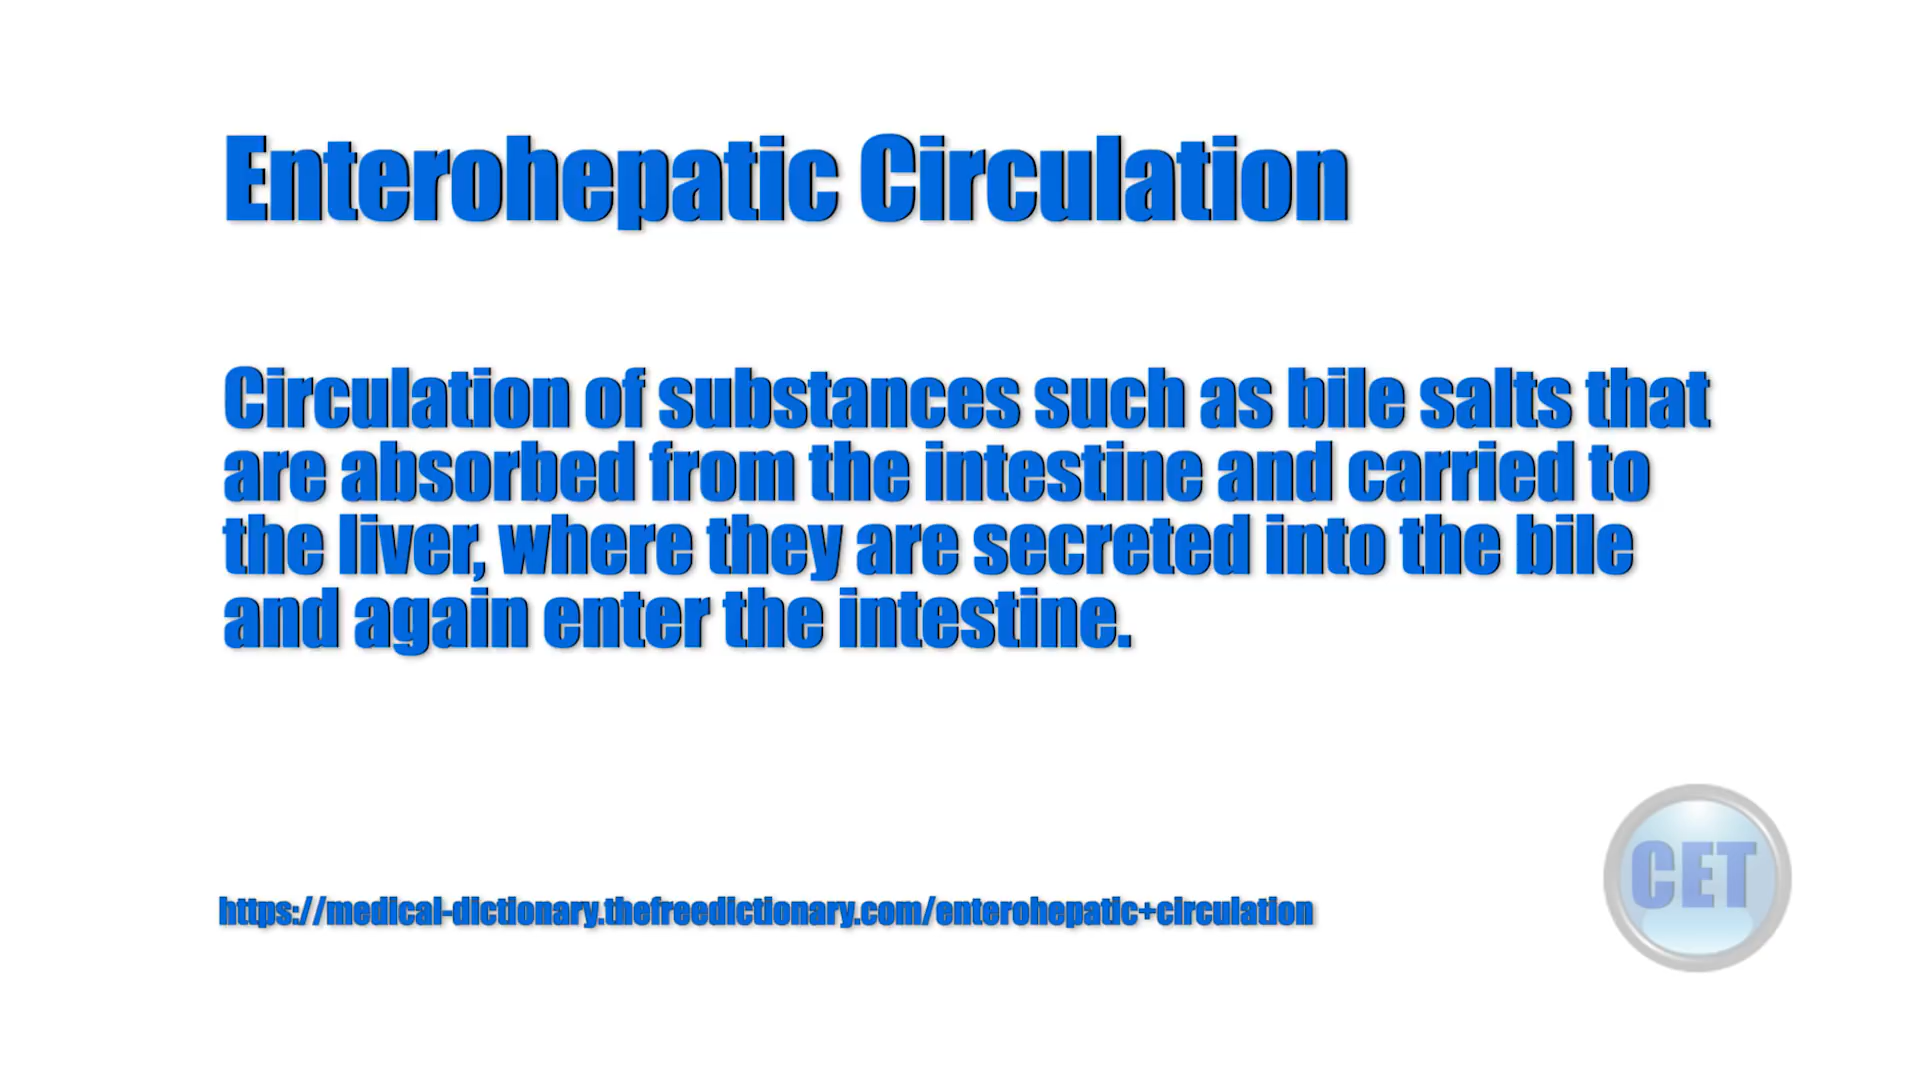 Enterohepatic Circulation
Circulation of substances such as bile salts that
are absorbed from the intestine and carried to
the liver, where they are secreted into the bile
and again enter the intestine.
https://medical-dictionary.thefreedictionary.com/enterohepatic+circulation
CET